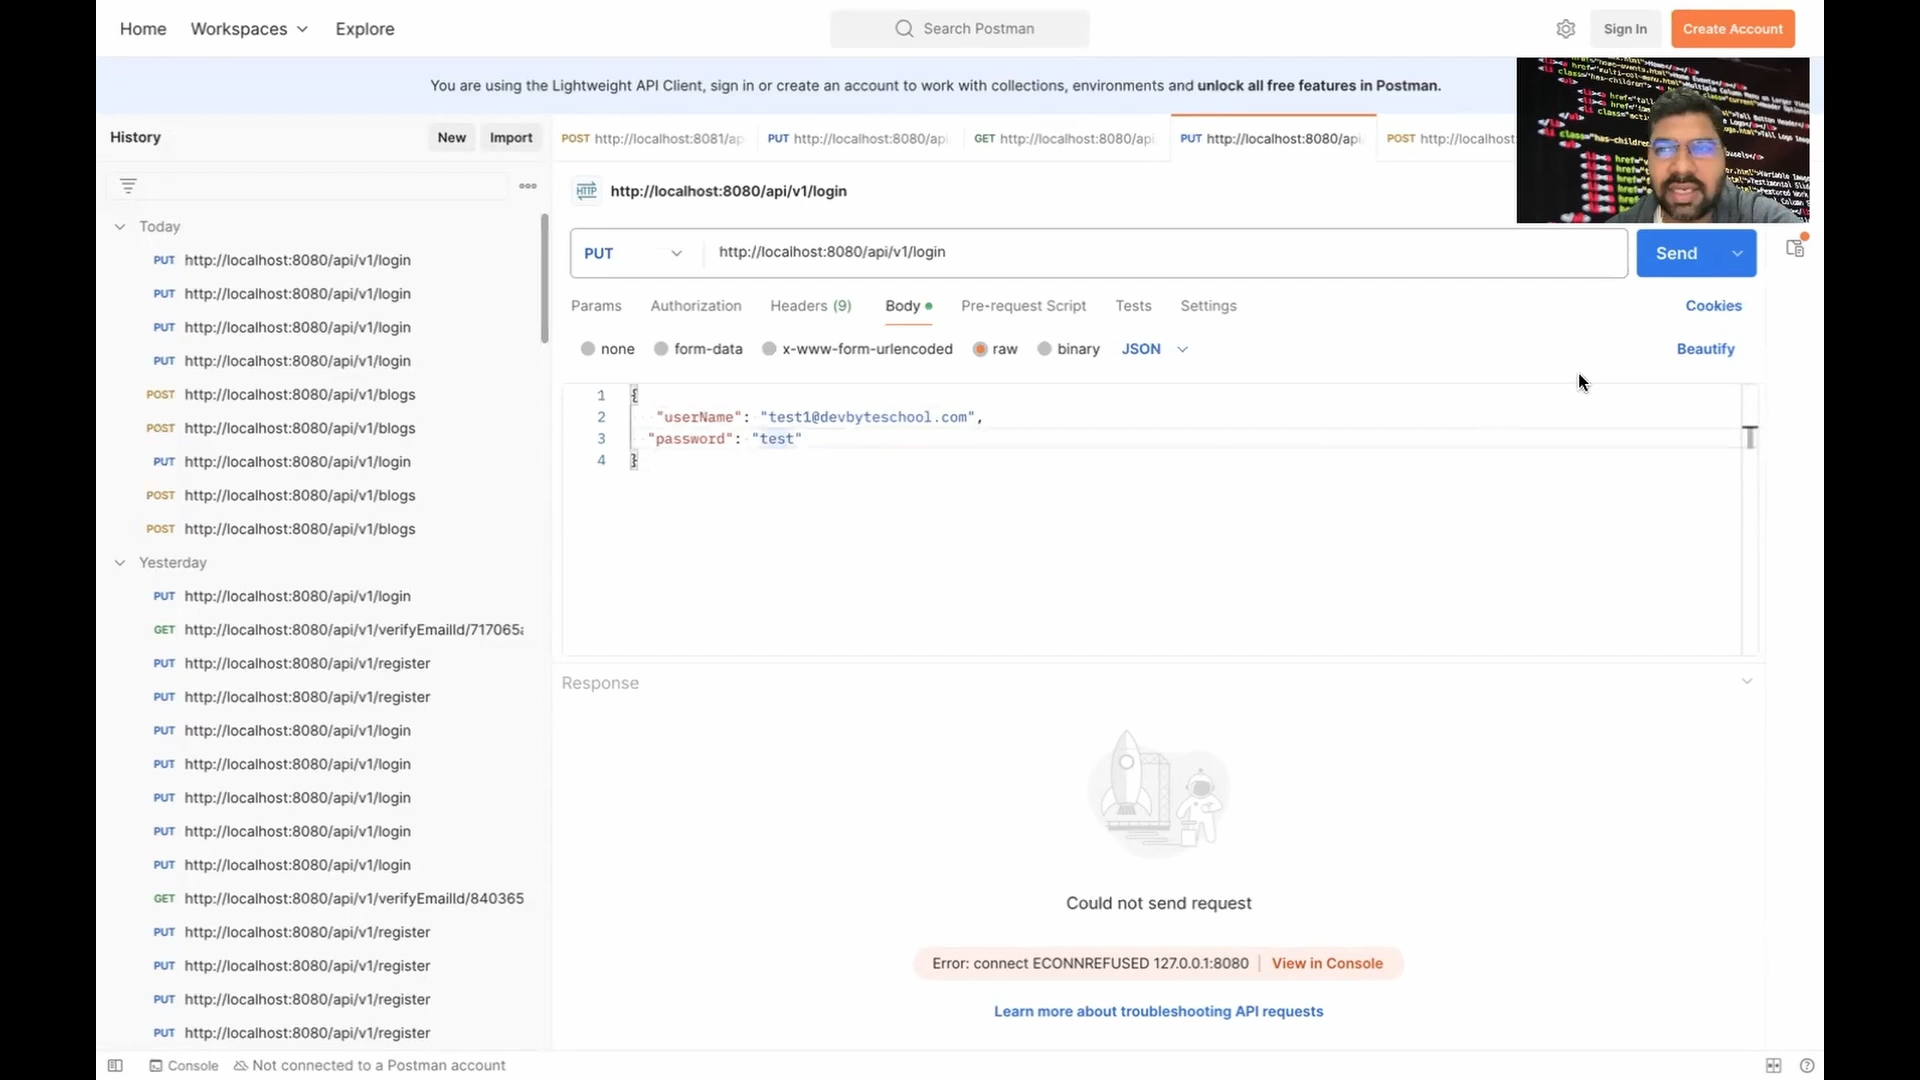 Home Workspaces Explore Search Postman Sign In Create Account
You are using the Lightweight API Client, sign in or create an account to work with collections, environments and unlock all free features in Postman.
History New Import
POST http://localhost:8081/ap PUT http://localhost:8080/api GET http://localhost:8080/api PUT http://localhost:8080/api/ POST http://localhost:
HTTP http://localhost:8080/api/v1/login
PUT http://localhost:8080/api/v1/login Send
Params Authorization Headers (9) Body Pre-request Script Tests Settings Cookies
none form-data x-www-form-urlencoded raw binary JSON Beautify
1 {
2 "userName": "test1@devbyteschool.com",
3 "password": "test"
4 }
Today
PUT http://localhost:8080/api/v1/login
PUT http://localhost:8080/api/v1/login
PUT http://localhost:8080/api/v1/login
PUT http://localhost:8080/api/v1/login
POST http://localhost:8080/api/v1/blogs
POST http://localhost:8080/api/v1/blogs
PUT http://localhost:8080/api/v1/login
POST http://localhost:8080/api/v1/blogs
POST http://localhost:8080/api/v1/blogs
Yesterday
PUT http://localhost:8080/api/v1/login
GET http://localhost:8080/api/v1/verifyEmailId/717065
PUT http://localhost:8080/api/v1/register
PUT http://localhost:8080/api/v1/register
PUT http://localhost:8080/api/v1/login
PUT http://localhost:8080/api/v1/login
PUT http://localhost:8080/api/v1/login
PUT http://localhost:8080/api/v1/login
PUT http://localhost:8080/api/v1/login
GET http://localhost:8080/api/v1/verifyEmailId/840365
PUT http://localhost:8080/api/v1/register
PUT http://localhost:8080/api/v1/register
PUT http://localhost:8080/api/v1/register
PUT http://localhost:8080/api/v1/register
Response
Could not send request
Error: connect ECONNREFUSED 127.0.0.1:8080 | View in Console
Learn more about troubleshooting API requests
Console Not connected to a Postman account